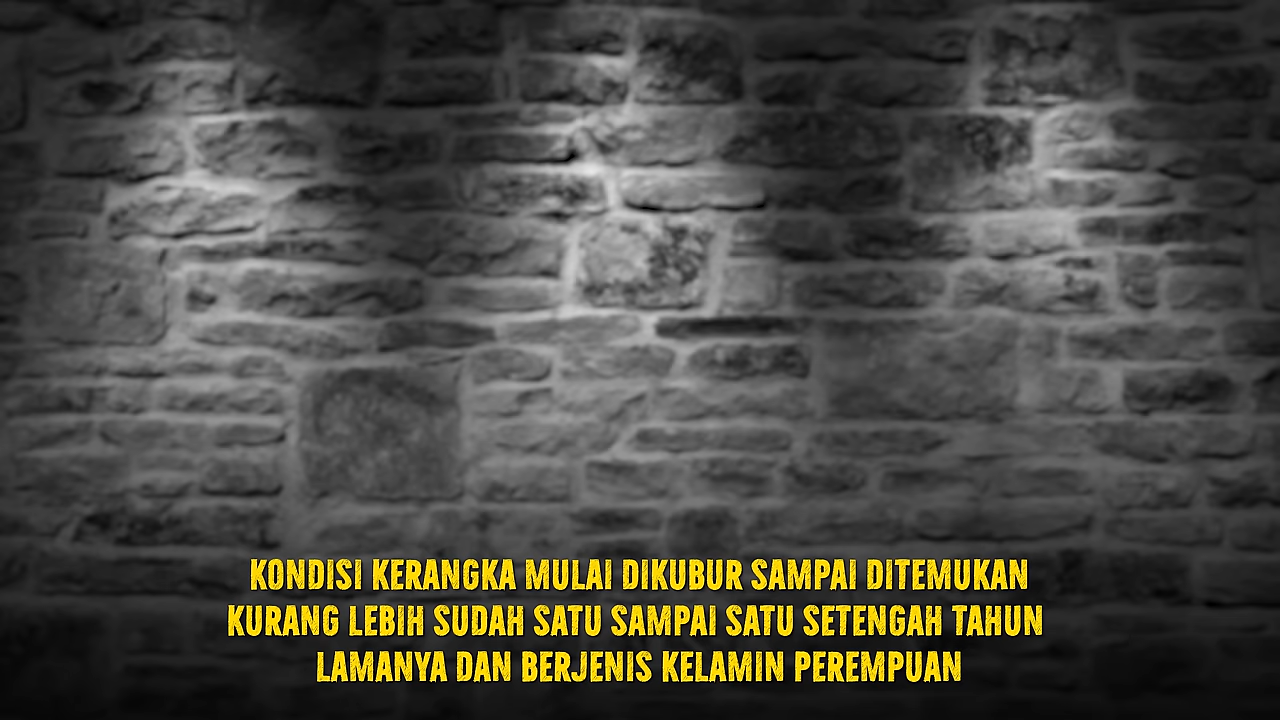 KONDISI KERANGKA MULAI DIKUBUR SAMPAI DITEMUKAN
KURANG LEBIH SUDAH SATU SAMPAI SATU SETENGAH TAHUN
LAMANYA DAN BERJENIS KELAMIN PEREMPUAN